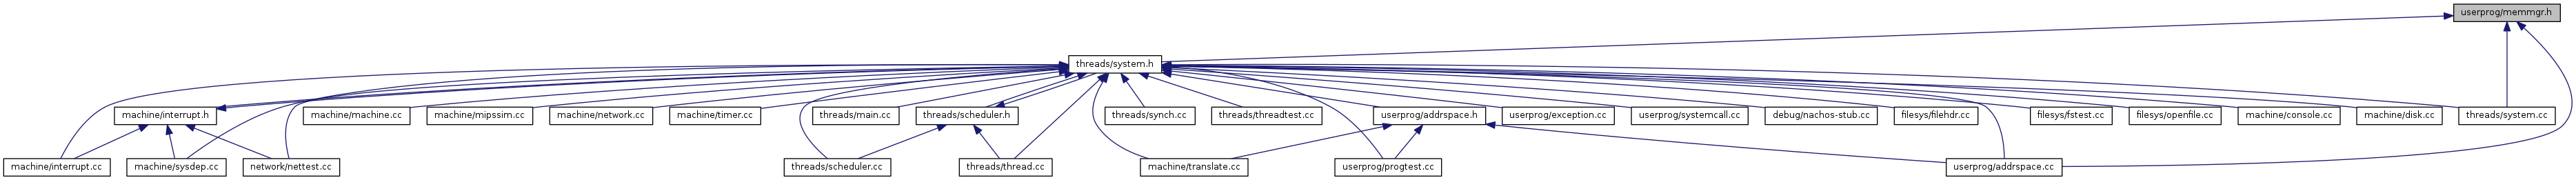 userprog/memmgr.h
threads/system.h
machine/interrupt.h
machine/machine.cc
machine/mipssim.cc
machine/network.cc
machine/timer.cc
threads/main.cc
threads/scheduler.h
threads/synch.cc
threads/threadtest.cc
userprog/addrspace.h
userprog/exception.cc
userprog/systemcall.cc
debug/nachos-stub.cc
filesys/filehdr.cc
filesys/fstest.cc
filesys/openfile.cc
machine/console.cc
machine/disk.cc
threads/system.cc
machine/interrupt.cc
machine/sysdep.cc
network/nettest.cc
threads/scheduler.cc
threads/thread.cc
machine/translate.cc
userprog/progtest.cc
userprog/addrspace.cc